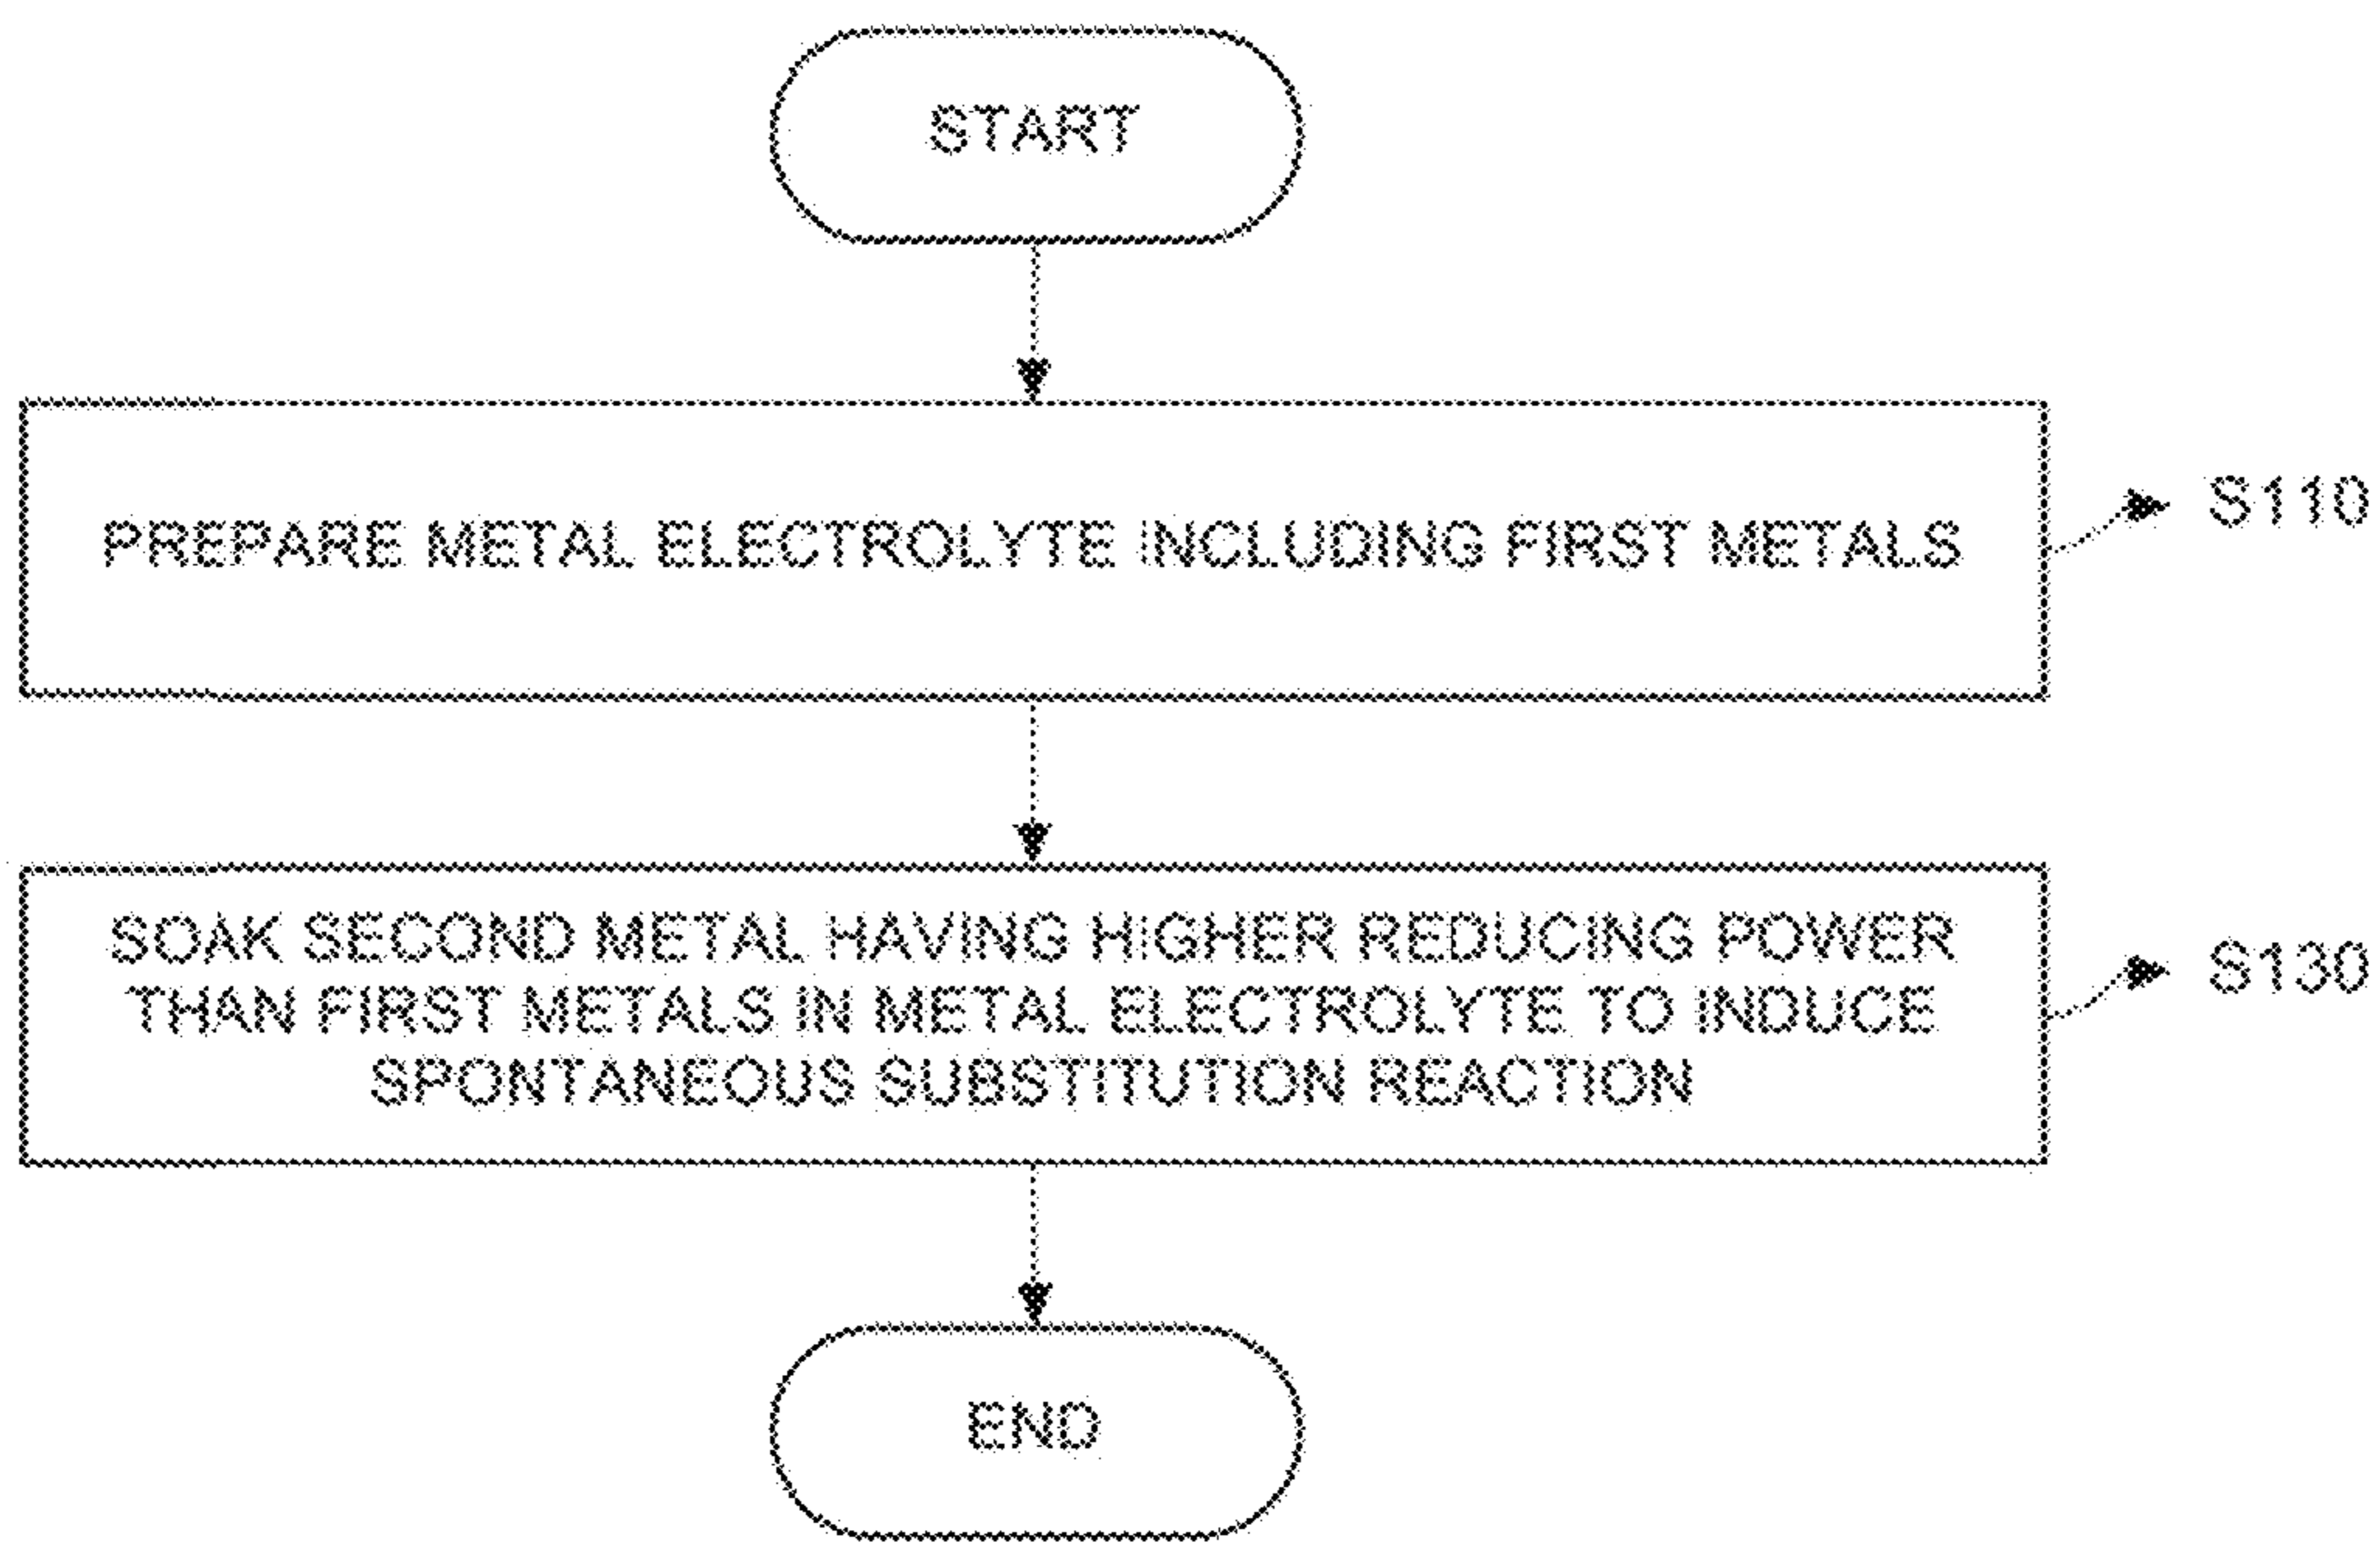 START
PREPARE METAL ELECTROLYTE INCLUDING FIRST METALS
S110
SOAK SECOND METAL HAVING HIGHER REDUCING POWER
THAN FIRST METALS IN METAL ELECTROLYTE TO INDUCE
SPONTANEOUS SUBSTITUTION REACTION
S130
END